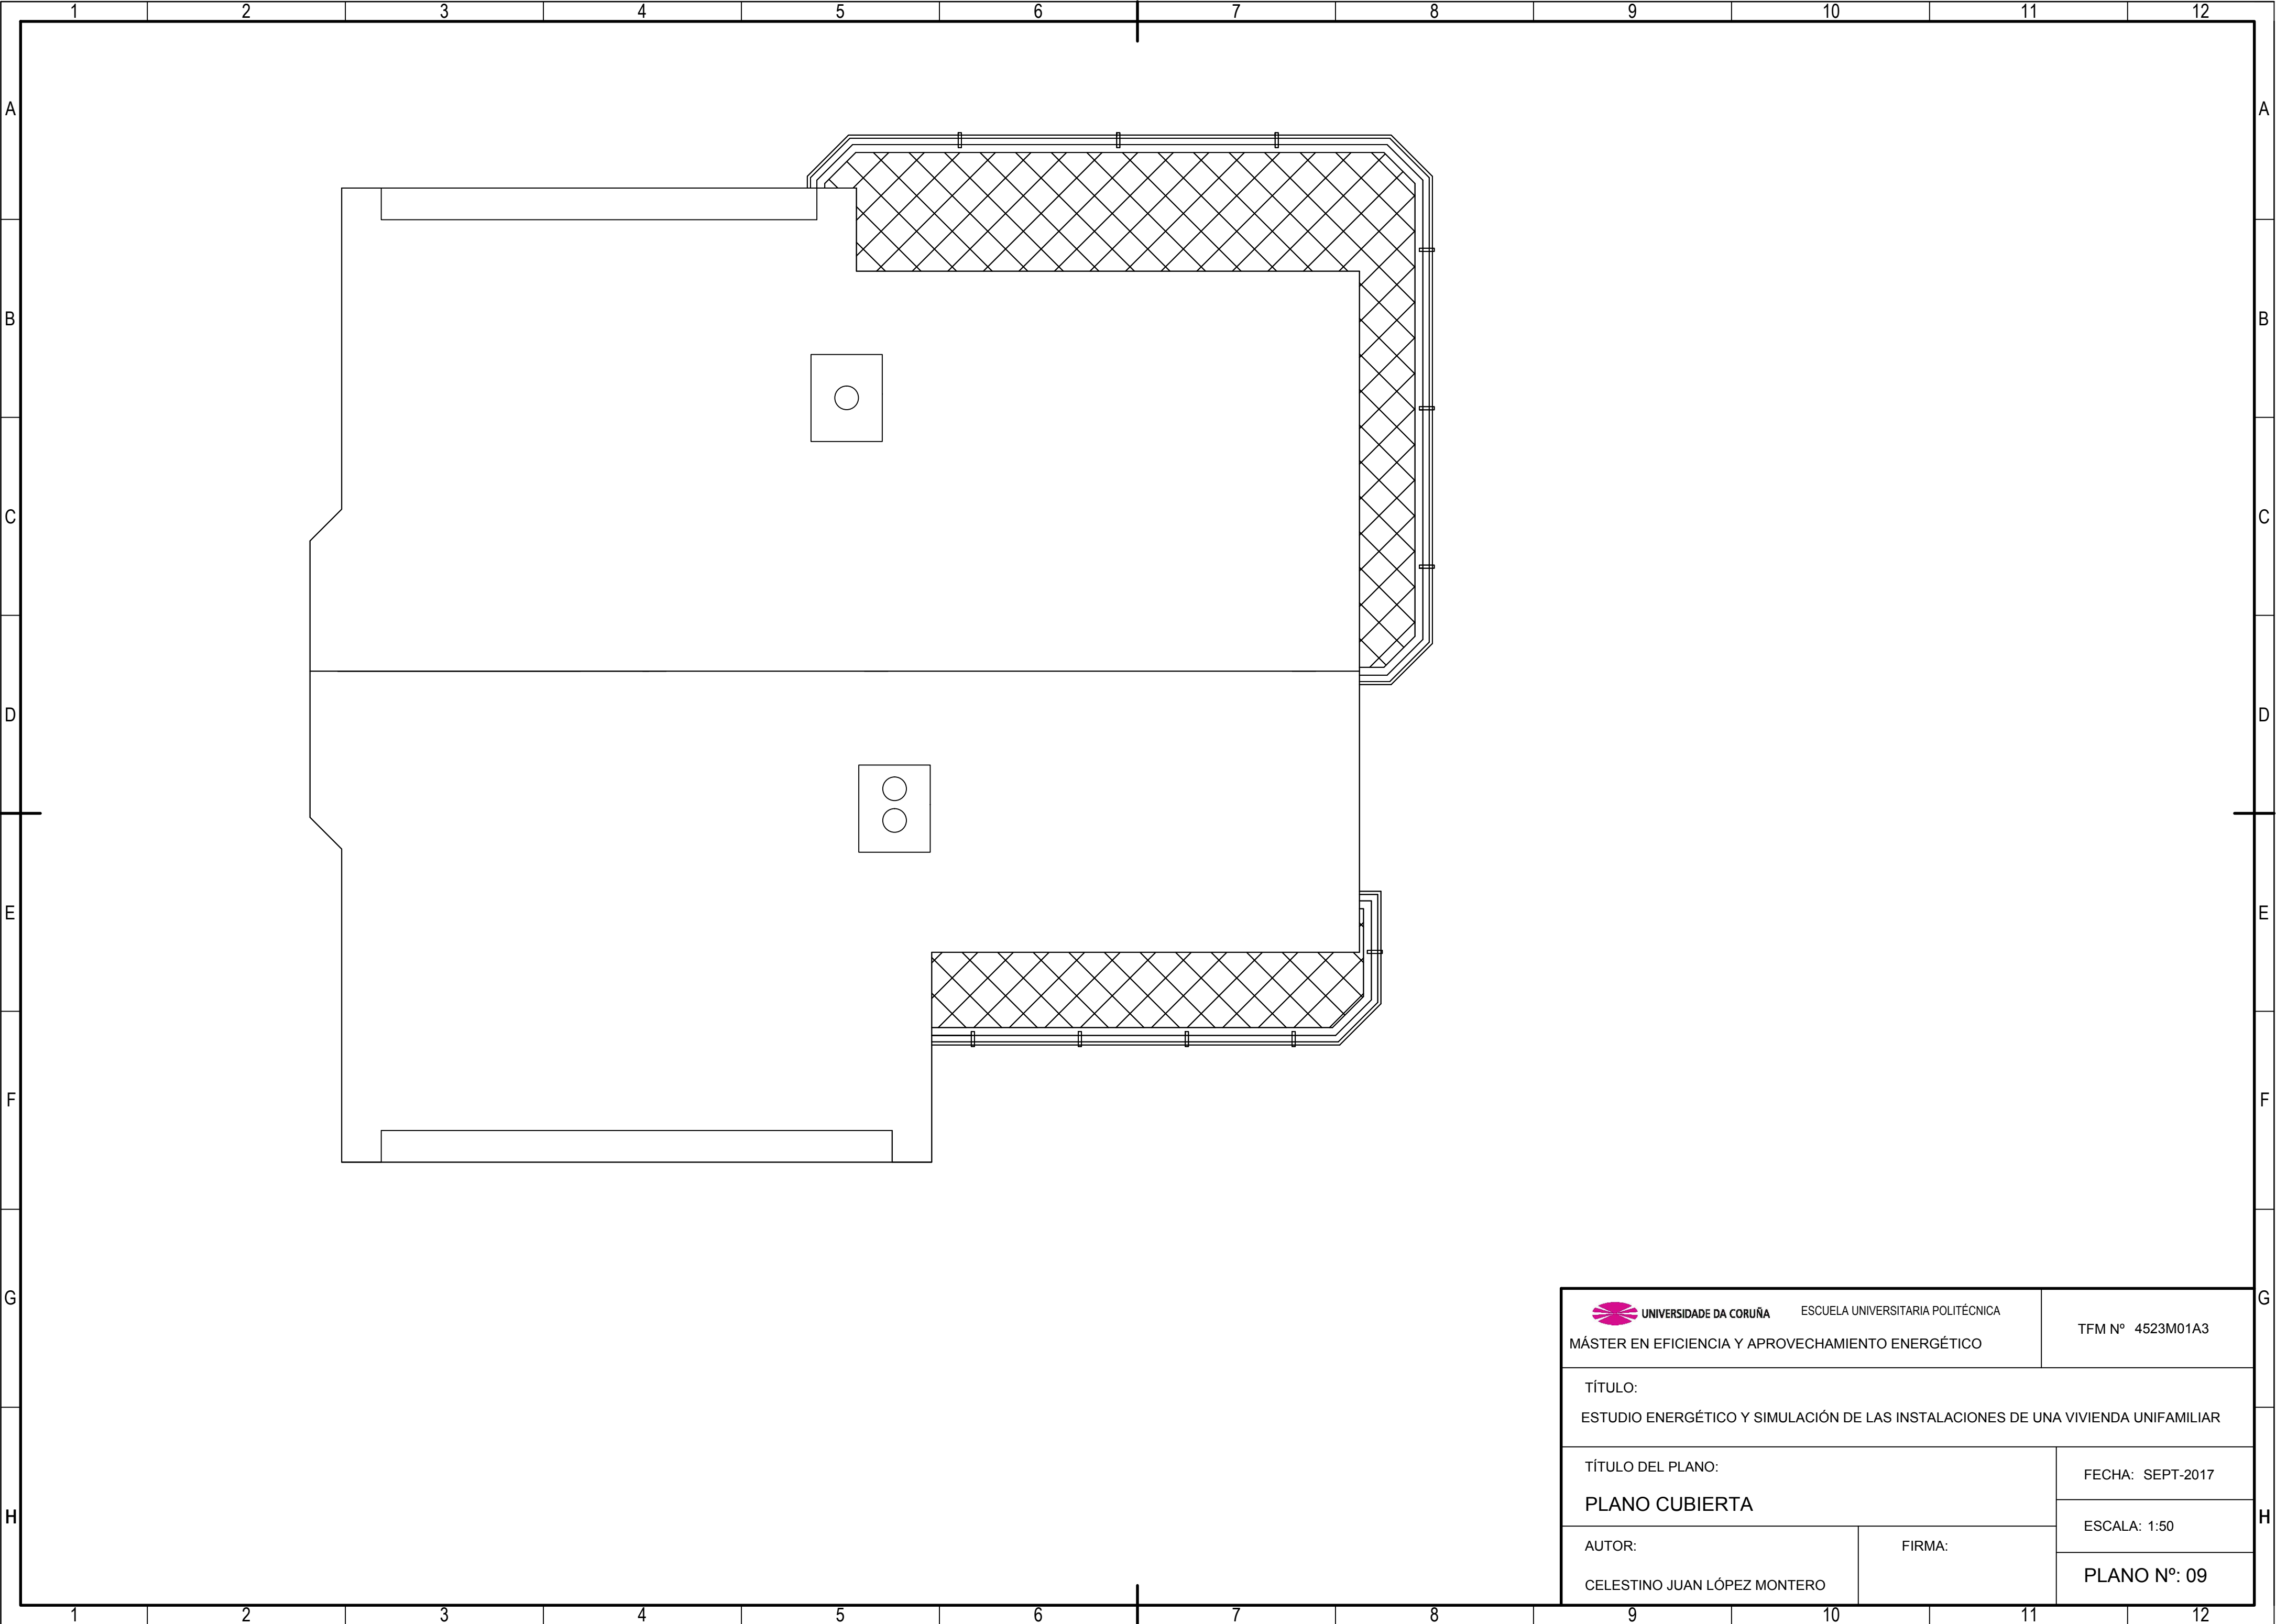 1 2 3 4 5 6 7 8 9 10 11 12
A A
B B
C C
D D
E E
F F
G G
H H
UNIVERSIDADE DA CORUÑA ESCUELA UNIVERSITARIA POLITÉCNICA
MÁSTER EN EFICIENCIA Y APROVECHAMIENTO ENERGÉTICO
TFM Nº 4523M01A3
TÍTULO:
ESTUDIO ENERGÉTICO Y SIMULACIÓN DE LAS INSTALACIONES DE UNA VIVIENDA UNIFAMILIAR
TÍTULO DEL PLANO:
PLANO CUBIERTA
FECHA: SEPT-2017
ESCALA: 1:50
AUTOR:
CELESTINO JUAN LÓPEZ MONTERO
FIRMA:
PLANO Nº: 09
1 2 3 4 5 6 7 8 9 10 11 12